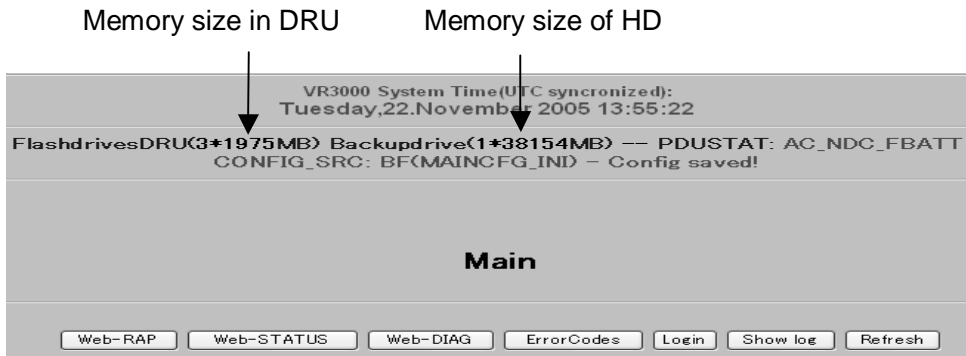 Memory size in DRU Memory size of HD
VR3000 System Time(UTC syncronized):
Tuesday,22.November 2005 13:55:22
FlashdrivesDRU(3*1975MB) Backupdrive(1*38154MB) -- PDUSTAT: AC_NDC_FBATT
CONFIG_SRC: BF(MAINCFG_INI) - Config saved!
Main
Web-RAP Web-STATUS Web-DIAG ErrorCodes Login Show log Refresh